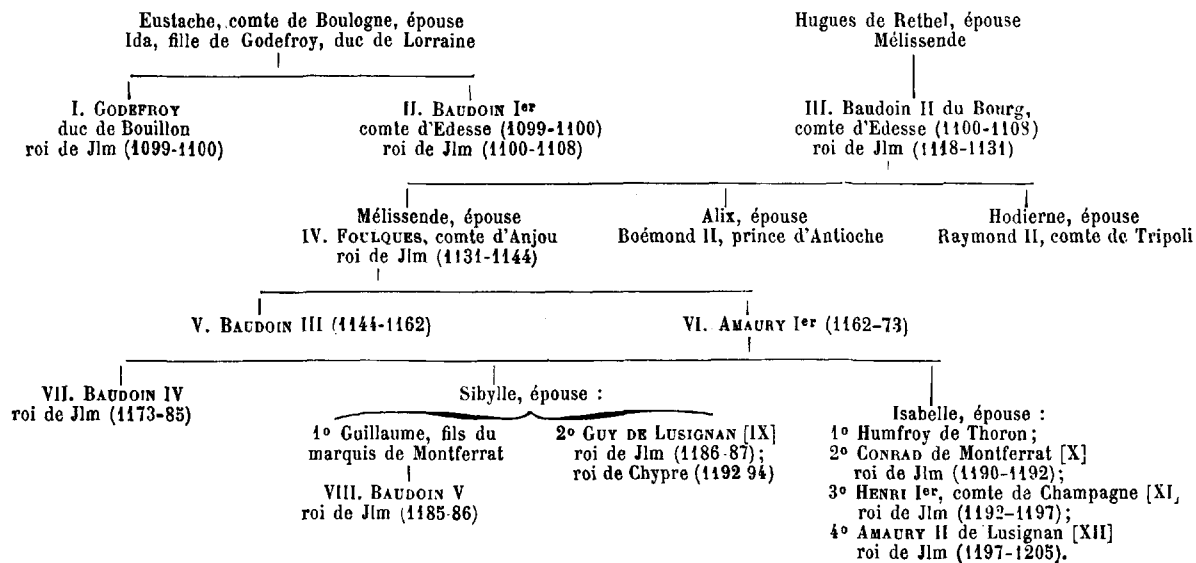 Eustache, comte de Boulogne, épouse
Ida, fille de Godefroy, duc de Lorraine
Hugues de Rethel, épouse
Mélissende
I. GODEFROY
duc de Bouillon
roi de Jlm (1099-1100)
II. BAUDOIN Ier
comte d'Edesse (1099-1100)
roi de Jlm (1100-1108)
III. Baudoin II du Bourg,
comte d'Edesse (1100-1108)
roi de Jlm (1118-1131)
Mélissende, épouse
IV. FOULQUES, comte d'Anjou
roi de Jlm (1131-1144)
Alix, épouse
Boémond II, prince d'Antioche
Hodierne, épouse
Raymond II, comte de Tripoli
V. BAUDOIN III (1144-1162)
VI. AMAURY Ier (1162-73)
VII. BAUDOIN IV
roi de Jlm (1173-85)
Sibylle, épouse :
1o Guillaume, fils du
marquis de Montferrat
VIII. BAUDOIN V
roi de Jlm (1185-86)
2o GUY DE LUSIGNAN [IX]
roi de Jlm (1186-87);
roi de Chypre (1192 94)
Isabelle, épouse :
1o Humfroy de Thoron;
2o CONRAD de Montferrat [X]
roi de Jlm (1190-1192);
3o HENRI Ier, comte de Champagne [XI]
roi de Jlm (1192-1197);
4o AMAURY II de Lusignan [XII]
roi de Jlm (1197-1205).